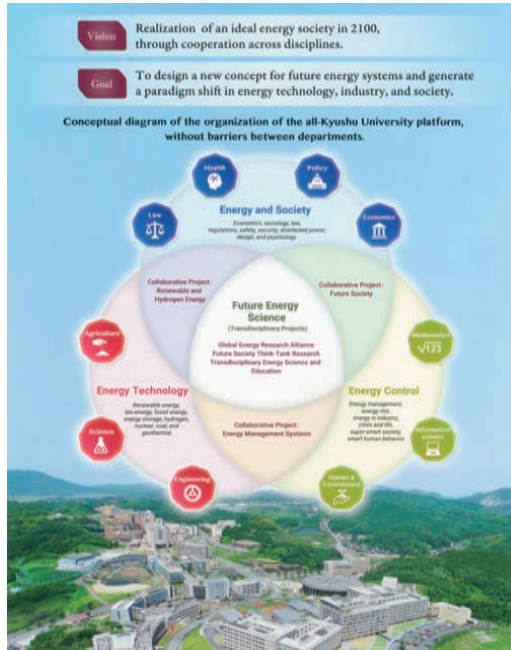 Vision
Realization of an ideal energy society in 2100,
through cooperation across disciplines.
Goal
To design a new concept for future energy systems and generate
a paradigm shift in energy technology, industry, and society.
Conceptual diagram of the organization of the all-Kyushu University platform,
without barriers between departments.
Health
Policy
Law
Economics
Energy and Society
Economics, sociology, law,
regulations, safety, security, distributed power,
design, and psychology
Collaborative Project:
Renewable and
Hydrogen Energy
Collaborative Project:
Future Society
Future Energy
Science
(Transdisciplinary Projects)
Global Energy Research Alliance
Future Society Think-Tank Research
Transdisciplinary Energy Science and
Education
Agriculture
Mathematics
√123
Energy Technology
Renewable energy,
bio-energy, fossil energy,
energy storage, hydrogen,
nuclear, coal, and
geothermal
Energy Control
Energy management,
energy mix,
energy in industry,
cities and life,
super-smart society,
smart human behavior
Science
Information
science
Collaborative Project:
Energy Management Systems
Engineering
Human &
Environment